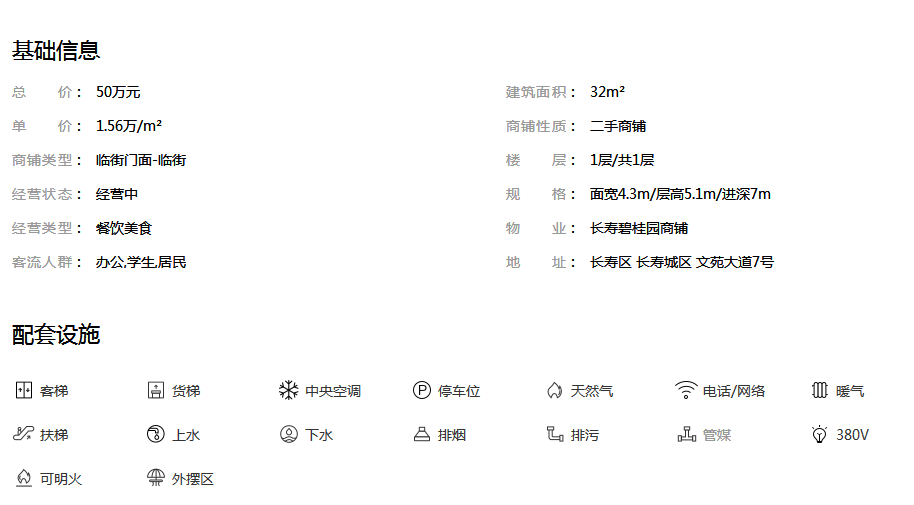 基础信息
总价： 50万元 建筑面积： 32m²
单价： 1.56万/m² 商铺性质： 二手商铺
商铺类型： 临街门面-临街 楼层： 1层/共1层
经营状态： 经营中 规格： 面宽4.3m/层高5.1m/进深7m
经营类型： 餐饮美食 物业： 长寿碧桂园商铺
客流人群： 办公,学生,居民 地址： 长寿区 长寿城区 文苑大道7号
配套设施
客梯 货梯 中央空调 停车位 天然气 电话/网络 暖气
扶梯 上水 下水 排烟 排污 管媒 380V
可明火 外摆区